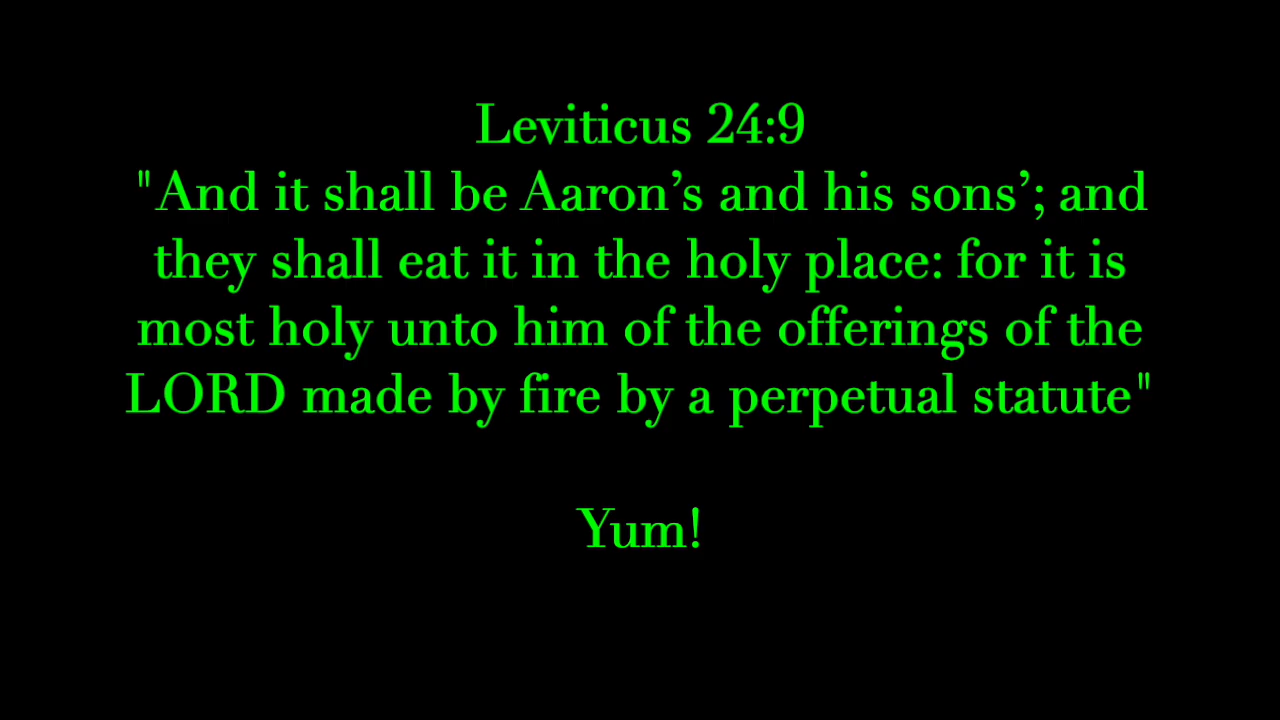 Leviticus 24:9
"And it shall be Aaron’s and his sons’; and
they shall eat it in the holy place: for it is
most holy unto him of the offerings of the
LORD made by fire by a perpetual statute"
Yum!